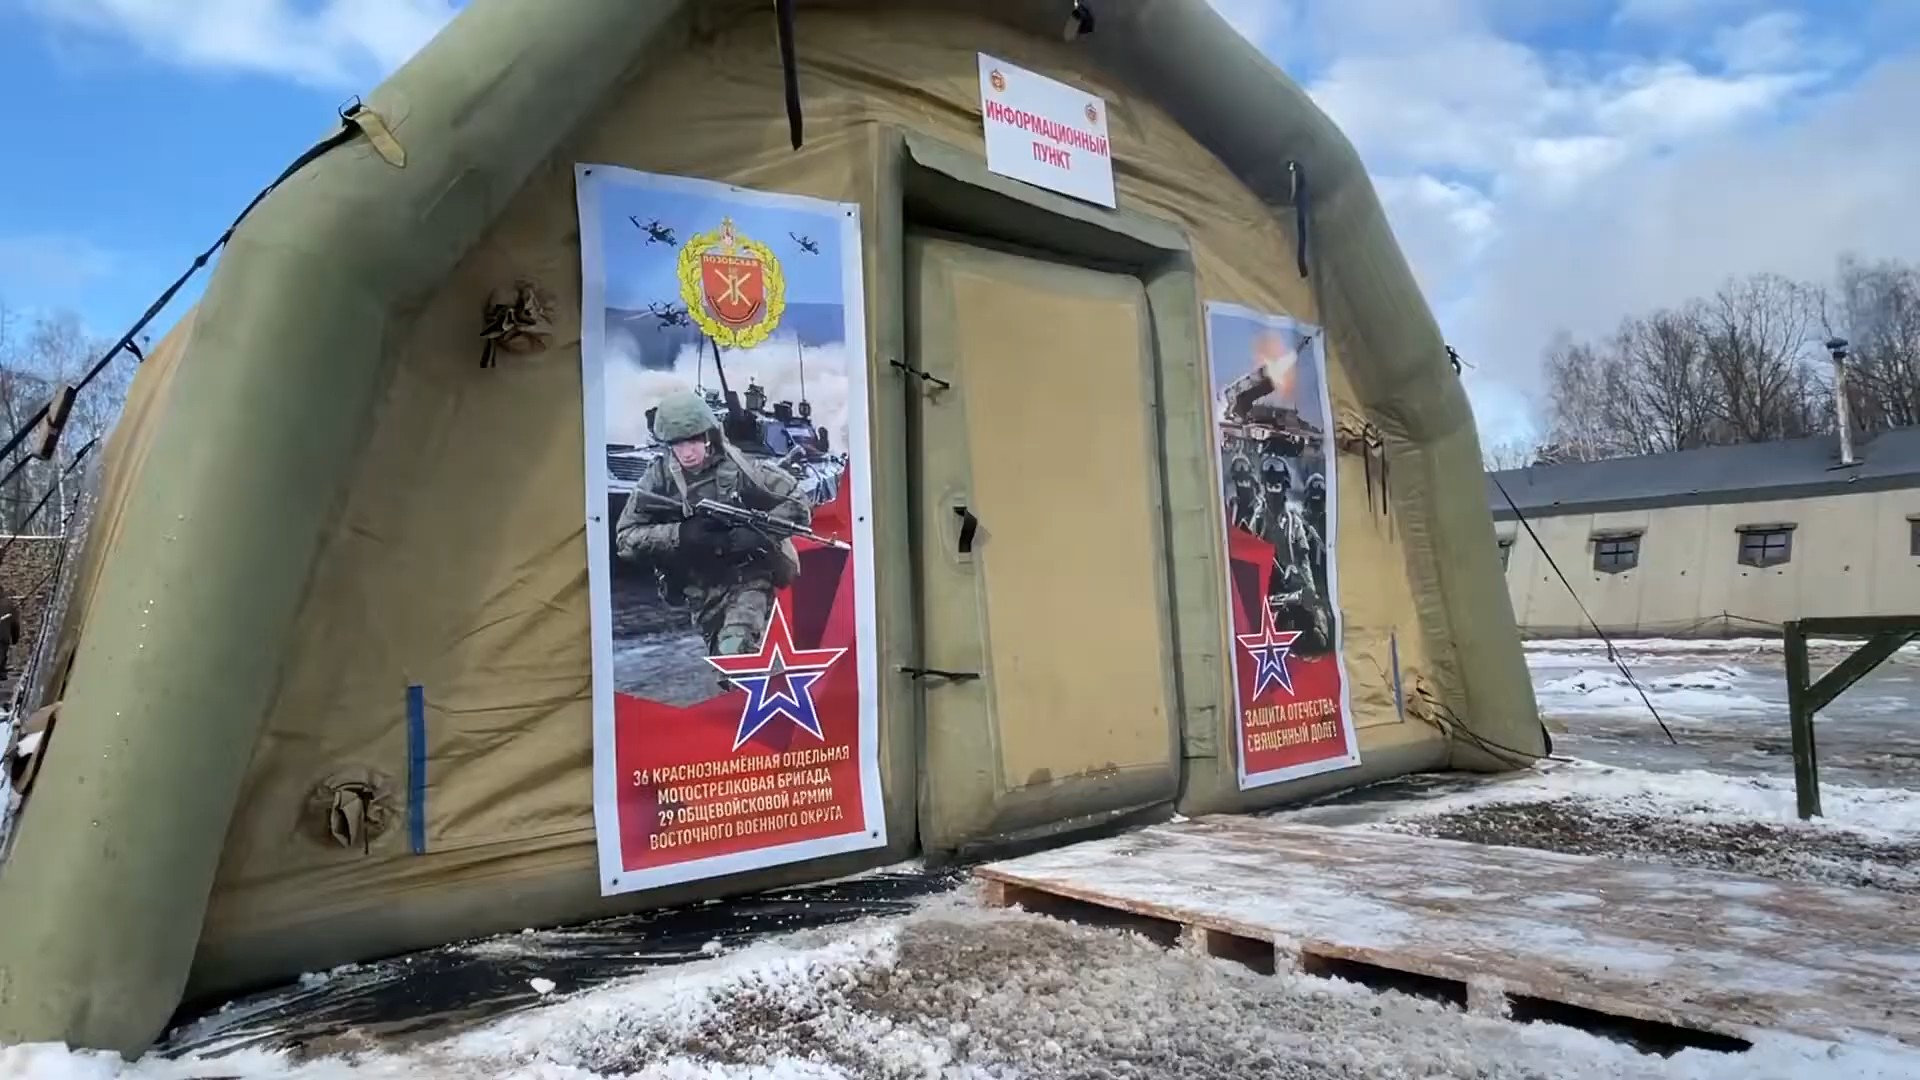 ИНФОРМАЦИОННЫЙ
ПУНКТ
ЛОЗОВСКАЯ
36 КРАСНОЗНАМЁННАЯ ОТДЕЛЬНАЯ
МОТОСТРЕЛКОВАЯ БРИГАДА
29 ОБЩЕВОЙСКОВОЙ АРМИИ
ВОСТОЧНОГО ВОЕННОГО ОКРУГА
ЗАЩИТА ОТЕЧЕСТВА-
СВЯЩЕННЫЙ ДОЛГ!